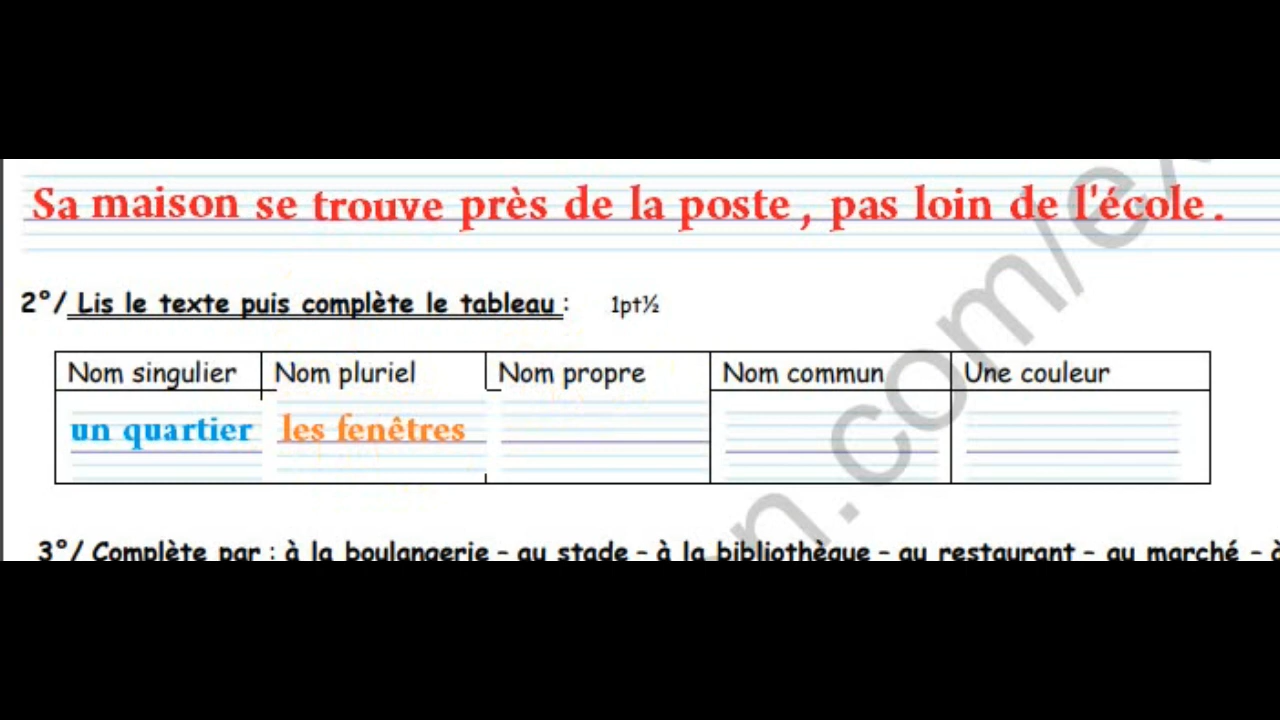 Sa maison se trouve près de la poste, pas loin de l'école.
2°/ Lis le texte puis complète le tableau : 1pt½
Nom singulier Nom pluriel Nom propre Nom commun Une couleur
un quartier les fenêtres
3°/ Complète par : à la boulangerie - au stade - à la bibliothèque - au restaurant - au marché - à
n.com/ex